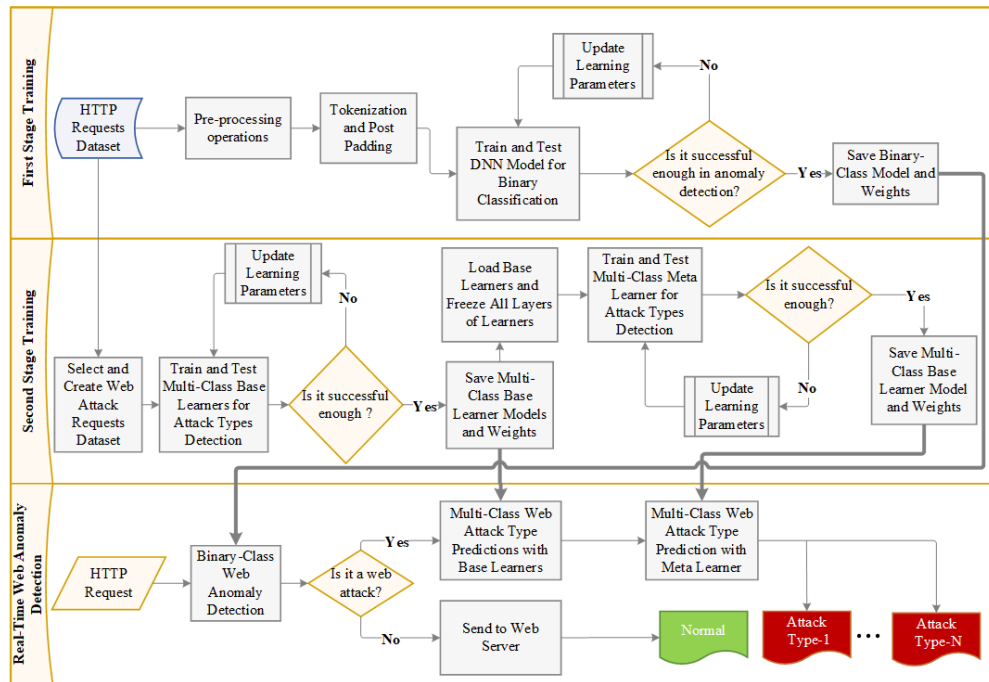 First Stage Training
HTTP
Requests
Dataset
Pre-processing
operations
Tokenization
and Post
Padding
Train and Test
DNN Model for
Binary
Classification
Update
Learning
Parameters
No
Is it successful
enough in anomaly
detection?
Yes
Save Binary-
Class Model and
Weights
Second Stage Training
Select and
Create Web
Attack
Requests
Dataset
Train and Test
Multi-Class Base
Learners for
Attack Types
Detection
Update
Learning
Parameters
No
Is it successful
enough ?
Yes
Save Multi-
Class Base
Learner Models
and Weights
Load Base
Learners and
Freeze All Layers
of Learners
Train and Test
Multi-Class Meta
Learner for
Attack Types
Detection
Is it successful
enough?
Yes
No
Update
Learning
Parameters
Save Multi-
Class Base
Learner Model
and Weights
Real-Time Web Anomaly
Detection
HTTP
Request
Binary -Class
Web
Anomaly
Detection
Is it a web
attack?
Yes
Multi-Class Web
Attack Type
Predictions with
Base Learners
Multi-Class Web
Attack Type
Prediction with
Meta Learner
No
Send to Web
Server
Normal
Attack
Type-1
...
Attack
Type-N